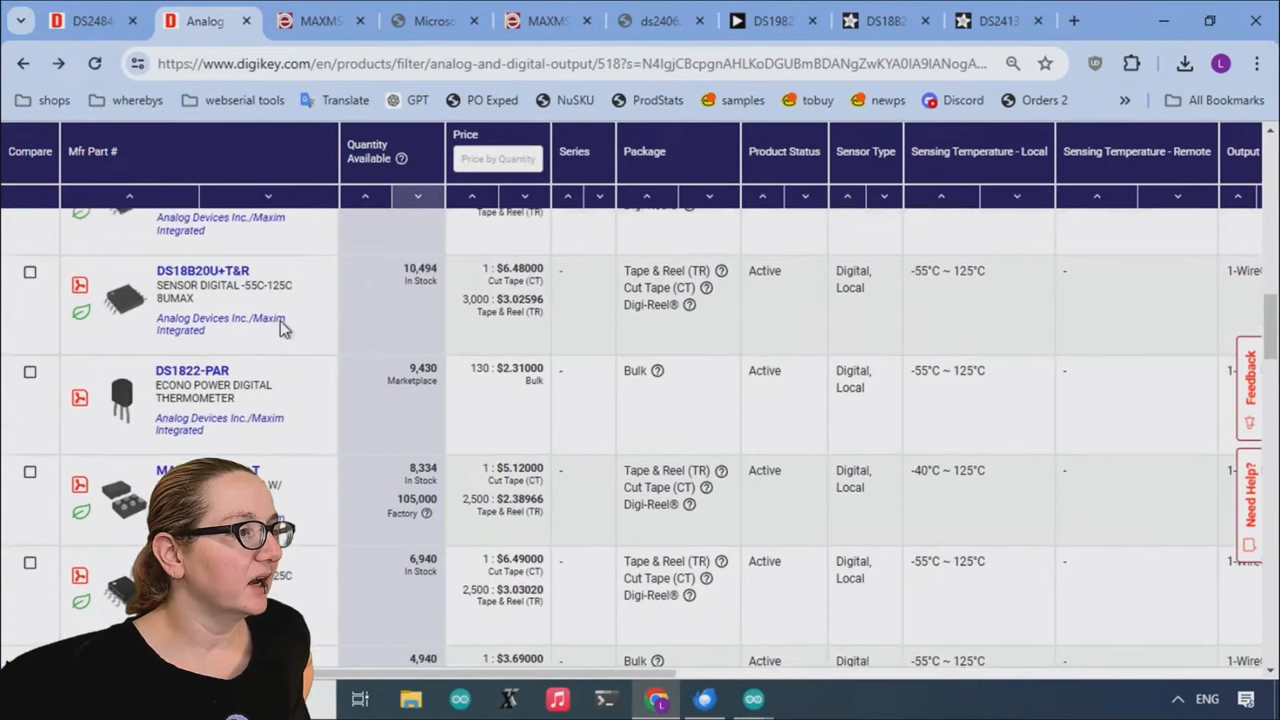 DS2484
Analog
MAXMS
Microsc
MAXMS
ds2406.
DS1982
DS18B2
DS2413
https://www.digikey.com/en/products/filter/analog-and-digital-output/518?s=N4IgjCBcpgnAHLKoDGUBmBDANgZwKYA0IA9lANogA...
shops
wherebys
webserial tools
Translate
GPT
PO Exped
NuSKU
ProdStats
samples
tobuy
newps
Discord
Orders 2
»
All Bookmarks
Compare
Mfr Part #
Quantity
Available
Price
Price by Quantity
Series
Package
Product Status
Sensor Type
Sensing Temperature - Local
Sensing Temperature - Remote
Output
Analog Devices Inc./Maxim
Integrated
Tape & Reel (TR)
DS18B20U+T&R
SENSOR DIGITAL -55C-125C
8UMAX
Analog Devices Inc./Maxim
Integrated
10,494
In Stock
1 : $6.48000
Cut Tape (CT)
3,000 : $3.02596
Tape & Reel (TR)
-
Tape & Reel (TR)
Cut Tape (CT)
Digi-Reel®
Active
Digital,
Local
-55°C ~ 125°C
-
1-Wire
DS1822-PAR
ECONO POWER DIGITAL
THERMOMETER
Analog Devices Inc./Maxim
Integrated
9,430
Marketplace
130 : $2.31000
Bulk
-
Bulk
Active
Digital,
Local
-55°C ~ 125°C
-
8,334
In Stock
105,000
Factory
1 : $5.12000
Cut Tape (CT)
2,500 : $2.38966
Tape & Reel (TR)
-
Tape & Reel (TR)
Cut Tape (CT)
Digi-Reel®
Active
Digital,
Local
-40°C ~ 125°C
-
6,940
In Stock
1 : $6.49000
Cut Tape (CT)
2,500 : $3.03020
Tape & Reel (TR)
-
Tape & Reel (TR)
Cut Tape (CT)
Digi-Reel®
Active
Digital,
Local
-55°C ~ 125°C
-
4,940
1 : $3.69000
-
Bulk
Active
Digital
-55°C ~ 125°C
-
1-Wire
Feedback
Need Help?
ENG